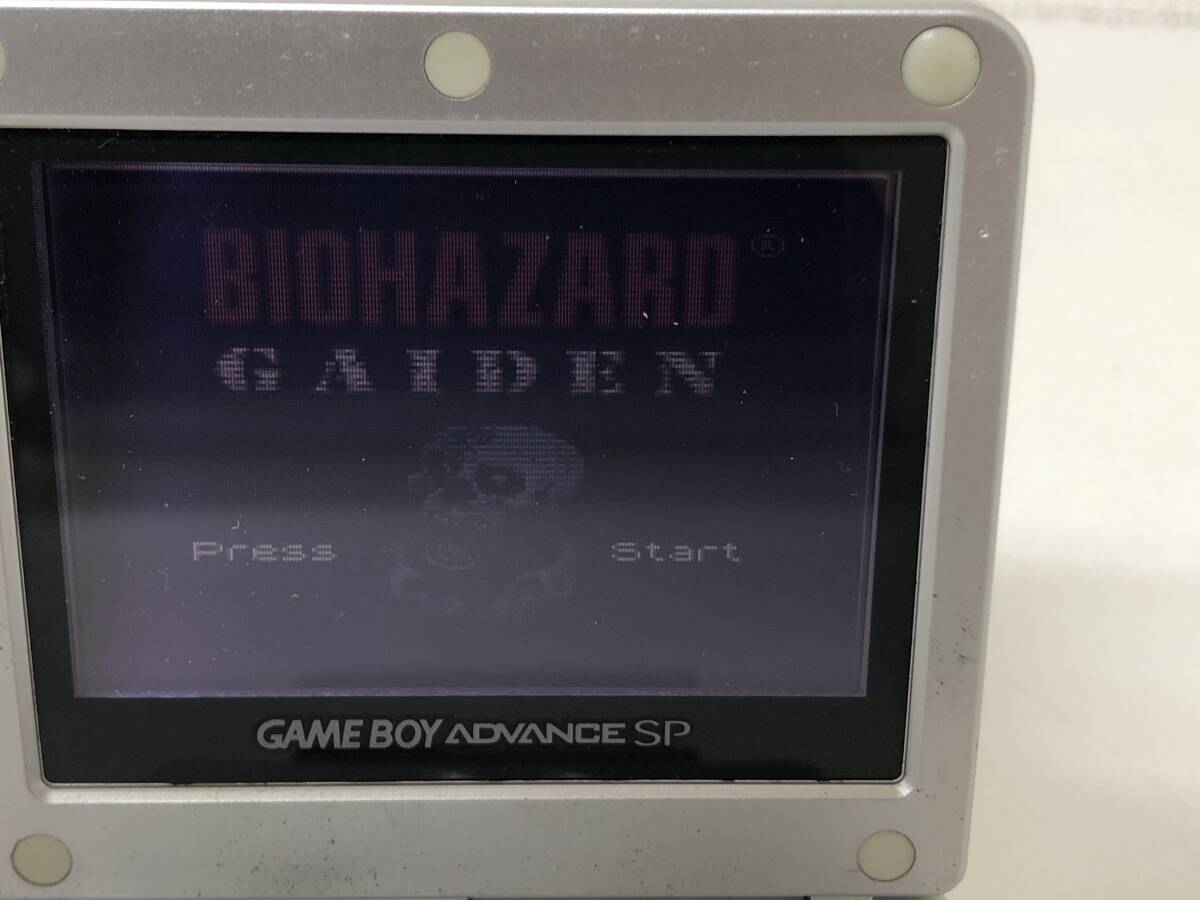 BIOHAZARD®
GAIDEN
Press Start
GAME BOY ADVANCE SP